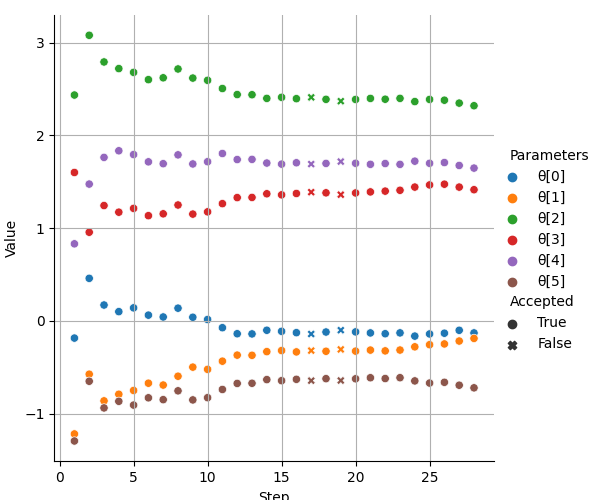 3
2
1
0
−1
Value
0
5
10
15
20
25
Step
Parameters
θ[0]
θ[1]
θ[2]
θ[3]
θ[4]
θ[5]
Accepted
True
False